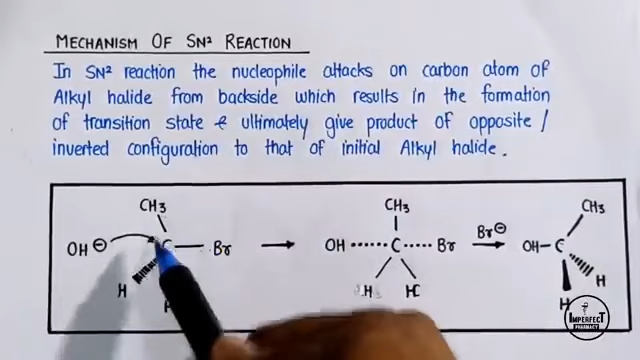 MECHANISM OF SN² REACTION
In SN² reaction the nucleophile attacks on carbon atom of
Alkyl halide from backside which results in the formation
of transition state & ultimately give product of opposite /
inverted configuration to that of initial Alkyl halide.
CH₃ CH₃ CH₃
OH⊖ C Br OH C Br Br⊖ OH C
H H H H H
H
IMPERFECT
PHARMACY